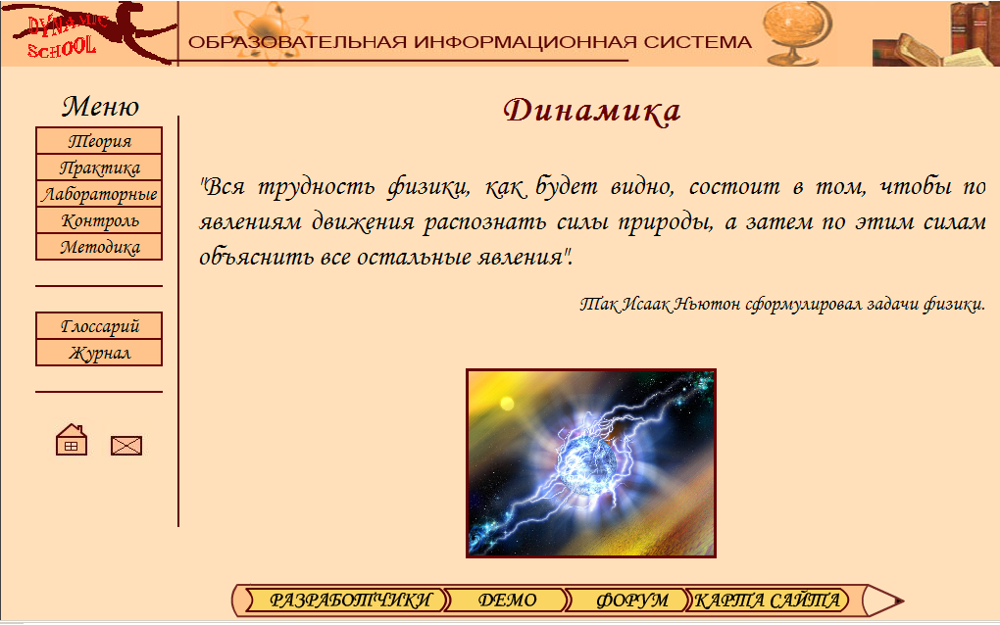 DYNAMIC
SCHOOL
ОБРАЗОВАТЕЛЬНАЯ ИНФОРМАЦИОННАЯ СИСТЕМА
Меню
Теория
Практика
Лабораторные
Контроль
Методика
Глоссарий
Журнал
Динамика
"Вся трудность физики, как будет видно, состоит в том, чтобы по
явлениям движения распознать силы природы, а затем по этим силам
объяснить все остальные явления".
Так Исаак Ньютон сформулировал задачи физики.
РАЗРАБОТЧИКИ ДЕМО ФОРУМ КАРТА САЙТА